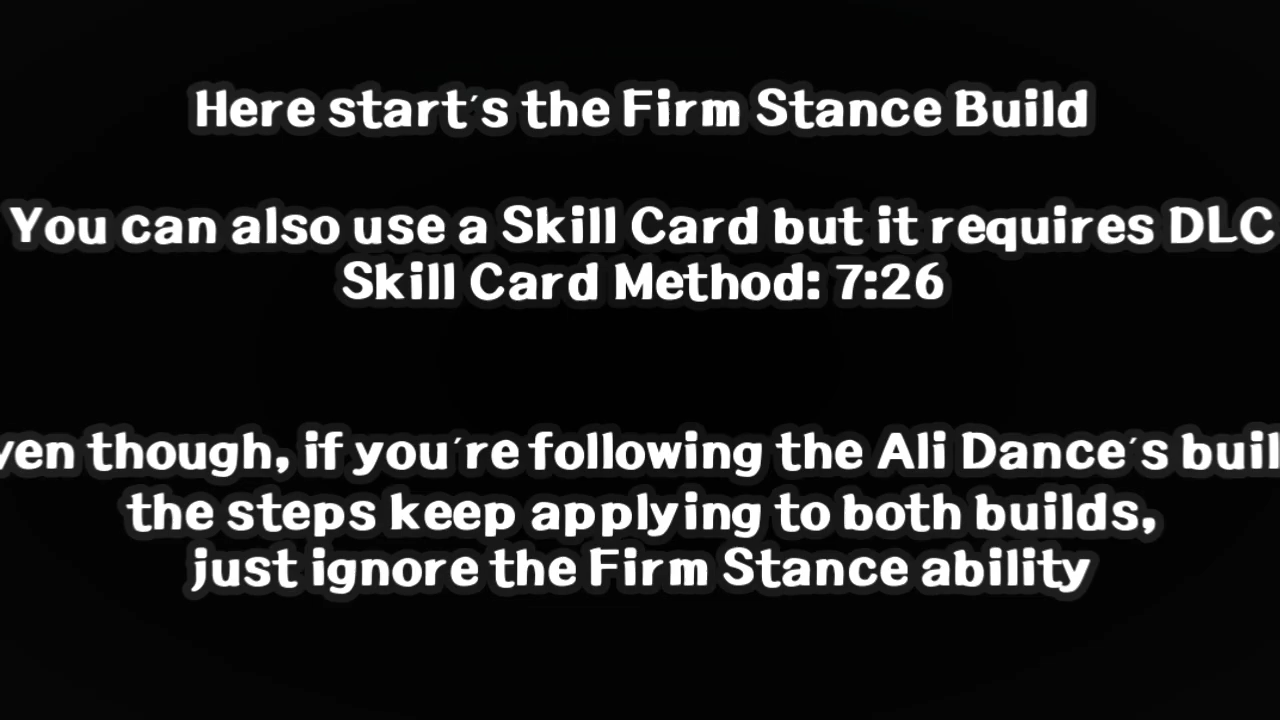 Here start's the Firm Stance Build
You can also use a Skill Card but it requires DLC
Skill Card Method: 7:26
ven though, if you're following the Ali Dance's buil
the steps keep applying to both builds,
just ignore the Firm Stance ability